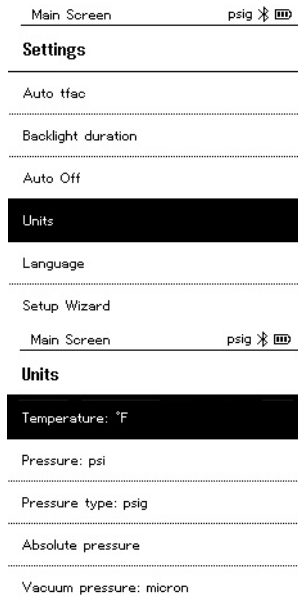 Main Screen psig
Settings
Auto tfac
Backlight duration
Auto Off
Units
Language
Setup Wizard
Main Screen psig
Units
Temperature: °F
Pressure: psi
Pressure type: psig
Absolute pressure
Vacuum pressure: micron